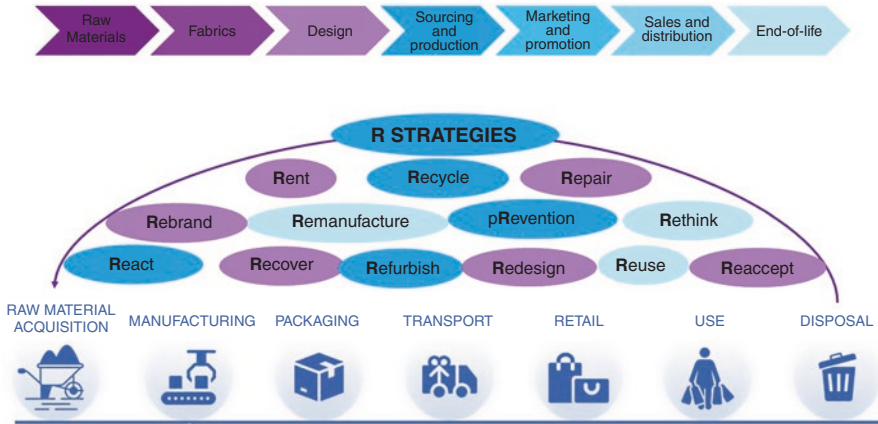 Raw
Materials
Fabrics
Design
Sourcing
and
production
Marketing
and
promotion
Sales and
distribution
End-of-life
R STRATEGIES
Rent
Recycle
Repair
Rebrand
Remanufacture
pRevention
Rethink
React
Recover
Refurbish
Redesign
Reuse
Reaccept
RAW MATERIAL
ACQUISITION
MANUFACTURING
PACKAGING
TRANSPORT
RETAIL
USE
DISPOSAL